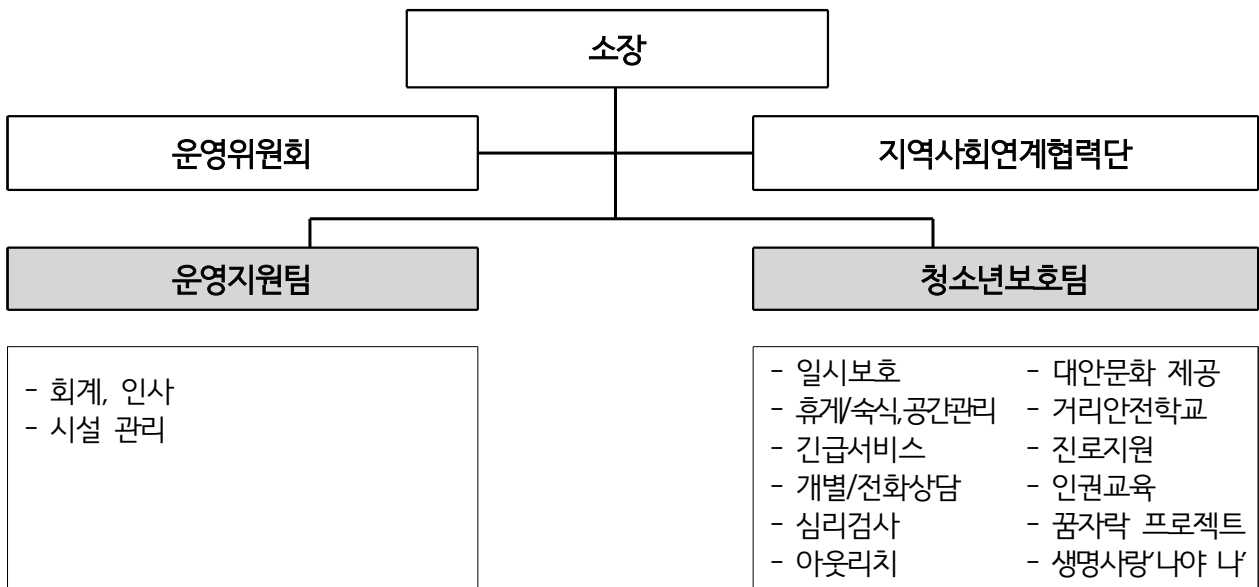 소장
운영위원회
지역사회연계협력단
운영지원팀
청소년보호팀
- 회계, 인사
- 시설 관리
- 일시보호
- 휴게/숙식,공간관리
- 긴급서비스
- 개별/전화상담
- 심리검사
- 아웃리치
- 대안문화 제공
- 거리안전학교
- 진로지원
- 인권교육
- 꿈자락 프로젝트
- 생명사랑'나야 나'